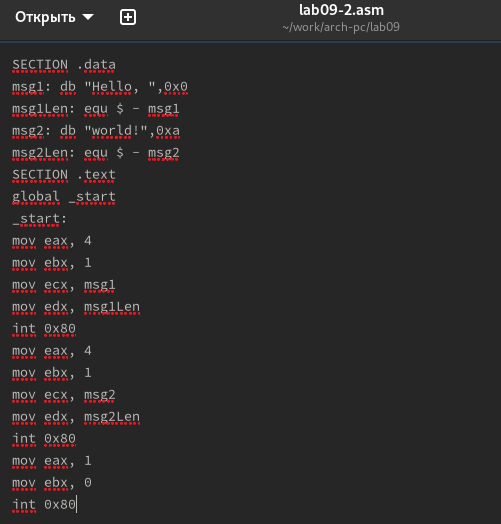 Открыть
lab09-2.asm
~/work/arch-pc/lab09
SECTION .data
msg1: db "Hello, ",0x0
msg1Len: equ $ - msg1
msg2: db "world!",0xa
msg2Len: equ $ - msg2
SECTION .text
global _start
_start:
mov eax, 4
mov ebx, 1
mov ecx, msg1
mov edx, msg1Len
int 0x80
mov eax, 4
mov ebx, 1
mov ecx, msg2
mov edx, msg2Len
int 0x80
mov eax, 1
mov ebx, 0
int 0x80